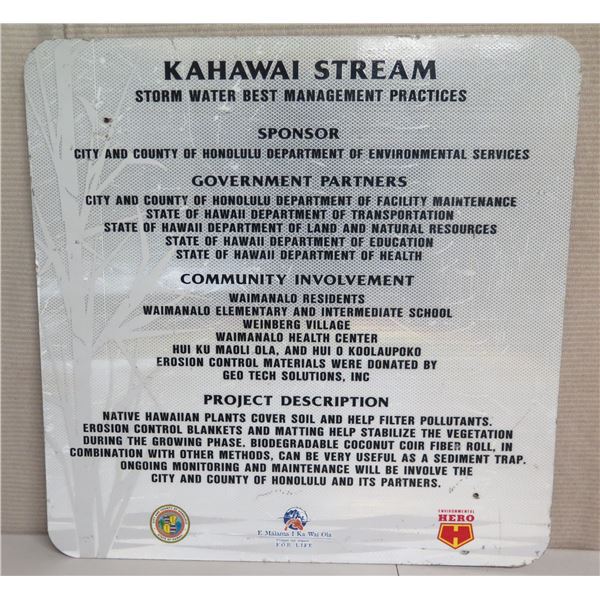 KAHAWAI STREAM
STORM WATER BEST MANAGEMENT PRACTICES
SPONSOR
CITY AND COUNTY OF HONOLULU DEPARTMENT OF ENVIRONMENTAL SERVICES
GOVERNMENT PARTNERS
CITY AND COUNTY OF HONOLULU DEPARTMENT OF FACILITY MAINTENANCE
STATE OF HAWAII DEPARTMENT OF TRANSPORTATION
STATE OF HAWAII DEPARTMENT OF LAND AND NATURAL RESOURCES
STATE OF HAWAII DEPARTMENT OF EDUCATION
STATE OF HAWAII DEPARTMENT OF HEALTH
COMMUNITY INVOLVEMENT
WAIMANALO RESIDENTS
WAIMANALO ELEMENTARY AND INTERMEDIATE SCHOOL
WEINBERG VILLAGE
WAIMANALO HEALTH CENTER
HUI KU MAOLI OLA, AND HUI O KOOLAUPOKO
EROSION CONTROL MATERIALS WERE DONATED BY
GEO TECH SOLUTIONS, INC
PROJECT DESCRIPTION
NATIVE HAWAIIAN PLANTS COVER SOIL AND HELP FILTER POLLUTANTS.
EROSION CONTROL BLANKETS AND MATTING HELP STABILIZE THE VEGETATION
DURING THE GROWING PHASE. BIODEGRADABLE COCONUT COIR FIBER ROLL, IN
COMBINATION WITH OTHER METHODS, CAN BE VERY USEFUL AS A SEDIMENT TRAP.
ONGOING MONITORING AND MAINTENANCE WILL BE INVOLVE THE
CITY AND COUNTY OF HONOLULU AND ITS PARTNERS.
E Mālama I Ka Wai Ola
FOR LIFE
ENVIRONMENTAL
HERO